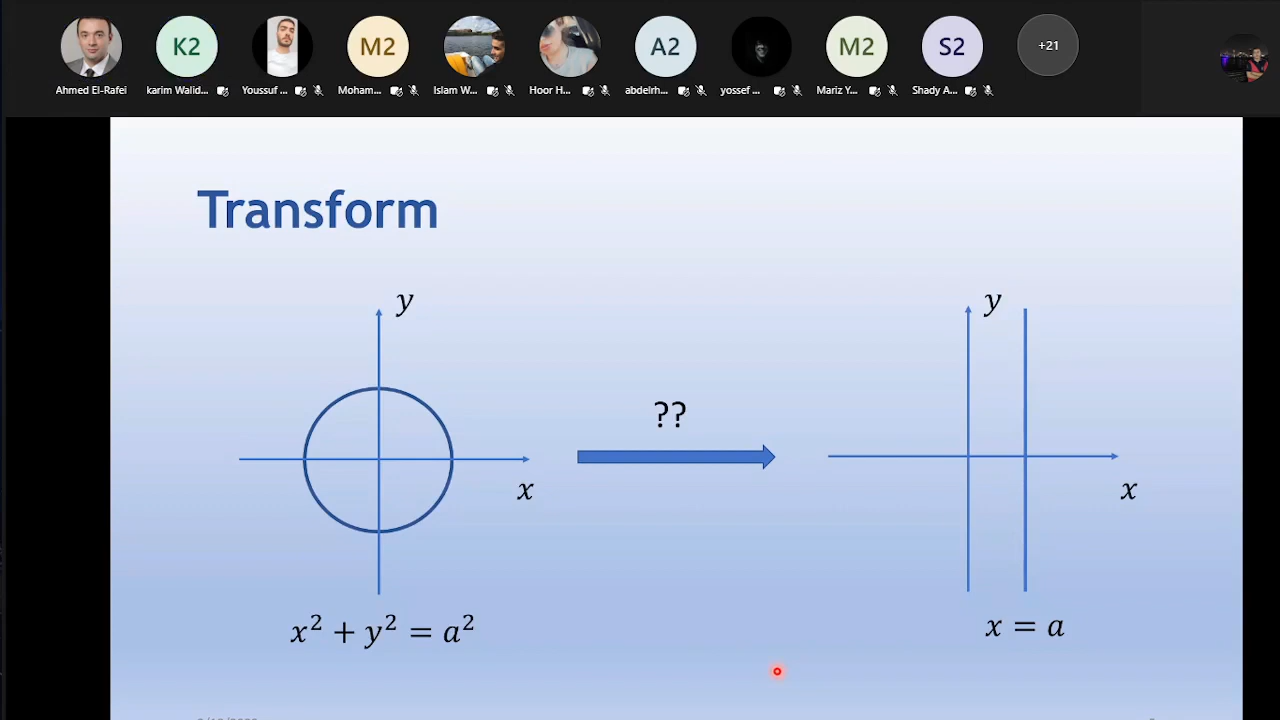 K2
M2
A2
M2
S2
+21
Ahmed El-Rafei
karim Walid...
Youssuf ...
Moham...
Islam W...
Hoor H...
abdelrh...
yossef ...
Mariz Y...
Shady A...
Transform
y
x
??
y
x
x² + y² = a²
x = a